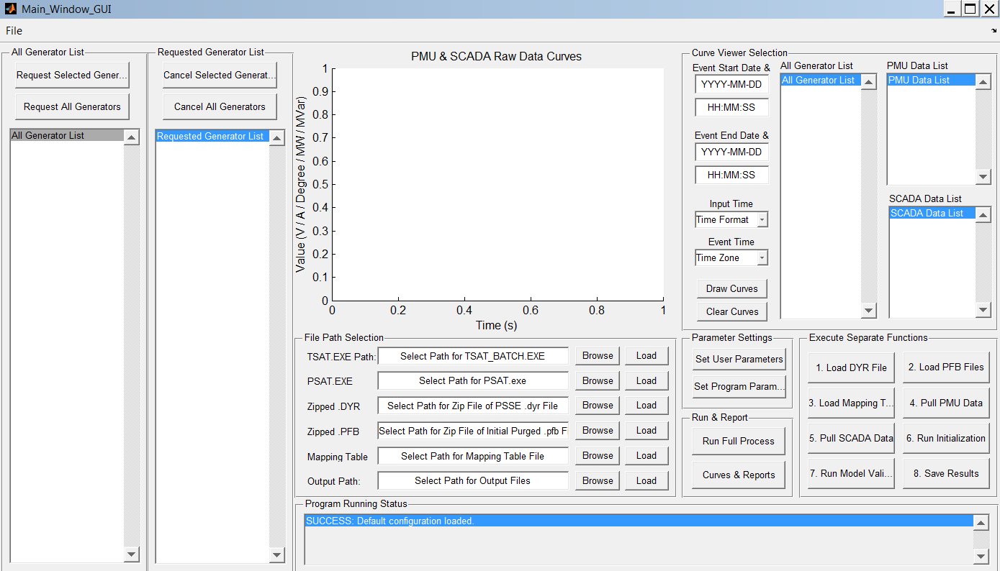 Main_Window_GUI
File
All Generator List
Request Selected Gener...
Request All Generators
All Generator List
Requested Generator List
Cancel Selected Generat...
Cancel All Generators
Requested Generator List
PMU & SCADA Raw Data Curves
Value (V / A / Degree / MW / MVar)
1
0.9
0.8
0.7
0.6
0.5
0.4
0.3
0.2
0.1
0
0 0.2 0.4 0.6 0.8 1
Time (s)
Curve Viewer Selection
Event Start Date &
YYYY-MM-DD
HH:MM:SS
Event End Date &
YYYY-MM-DD
HH:MM:SS
Input Time
Time Format
Event Time
Time Zone
Draw Curves
Clear Curves
All Generator List
All Generator List
PMU Data List
PMU Data List
SCADA Data List
SCADA Data List
File Path Selection
TSAT.EXE Path: Select Path for TSAT_BATCH.EXE Browse Load
PSAT.EXE Select Path for PSAT.exe Browse Load
Zipped .DYR Select Path for Zip File of PSSE .dyr File Browse Load
Zipped .PFB Select Path for Zip File of Initial Purged .pfb Fi Browse Load
Mapping Table Select Path for Mapping Table File Browse Load
Output Path: Select Path for Output Files Browse Load
Parameter Settings
Set User Parameters
Set Program Param...
Run & Report
Run Full Process
Curves & Reports
Execute Separate Functions
1. Load DYR File 2. Load PFB Files
3. Load Mapping T... 4. Pull PMU Data
5. Pull SCADA Data 6. Run Initialization
7. Run Model Vali... 8. Save Results
Program Running Status
SUCCESS: Default configuration loaded.